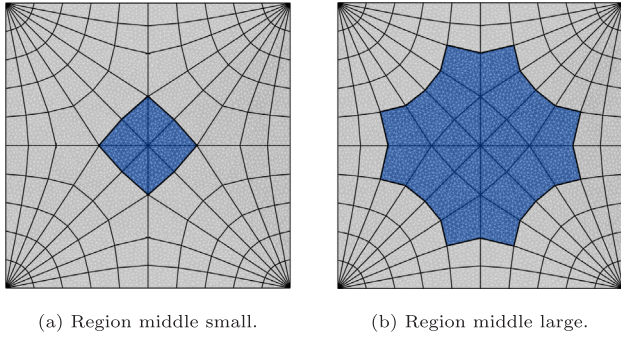 (a) Region middle small.
(b) Region middle large.